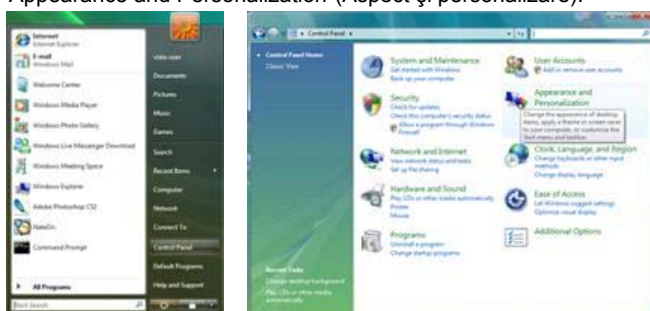 Appearance and Personalization (Aspect şi personalizare).
Internet
Internet Explorer
E-mail
Windows Mail
Welcome Center
Windows Media Player
Windows Photo Gallery
Windows Live Messenger Download
Windows Meeting Space
Windows Explorer
Adobe Photoshop CS2
NateOn
Command Prompt
All Programs
Start Search
vista user
Documents
Pictures
Music
Games
Search
Recent Items
Computer
Network
Connect To
Control Panel
Default Programs
Help and Support
Control Panel
Control Panel Home
Classic View
System and Maintenance
Get started with Windows
Back up your computer
Security
Check for updates
Check this computer's security status
Allow a program through Windows
Firewall
Network and Internet
View network status and tasks
Set up file sharing
Hardware and Sound
Play CDs or other media automatically
Printer
Mouse
Programs
Uninstall a program
Change startup programs
User Accounts
Add or remove user accounts
Appearance and
Personalization
Change the appearance of desktop
items, apply a theme or screen saver
to your computer, or customize the
Start menu and taskbar.
Clock, Language, and Region
Change keyboards or other input
methods
Change display language
Ease of Access
Let Windows suggest settings
Optimize visual display
Additional Options
Recent Tasks
Change desktop background
Play CDs or other media
automatically